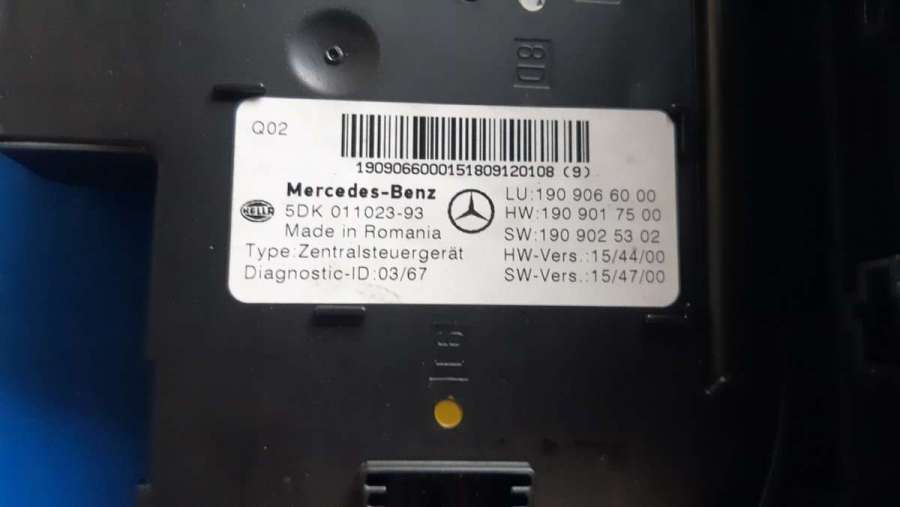 D8
Q02
1909066000151809120108 (9)
Mercedes-Benz
HELLA
5DK 011023-93
Made in Romania
Type:Zentralsteuergerät
Diagnostic-ID:03/67
LU:190 906 60 00
HW:190 901 75 00
SW:190 902 53 02
HW-Vers.:15/44/00
SW-Vers.:15/47/00